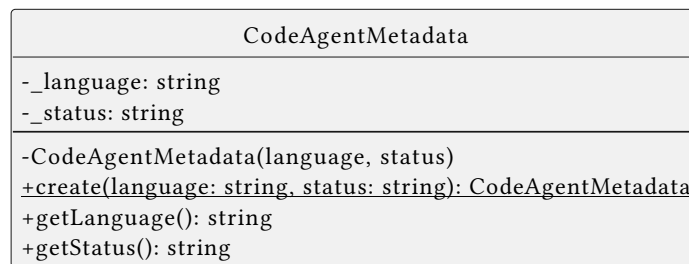 CodeAgentMetadata
-_language: string
-_status: string
-CodeAgentMetadata(language, status)
+create(language: string, status: string): CodeAgentMetadata
+getLanguage(): string
+getStatus(): string